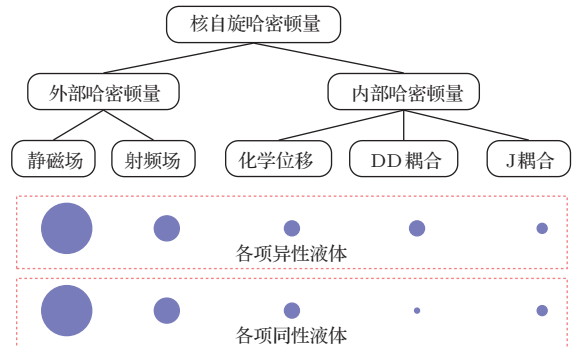 核自旋哈密顿量
外部哈密顿量
内部哈密顿量
静磁场
射频场
化学位移
DD 耦合
J 耦合
各项异性液体
各项同性液体